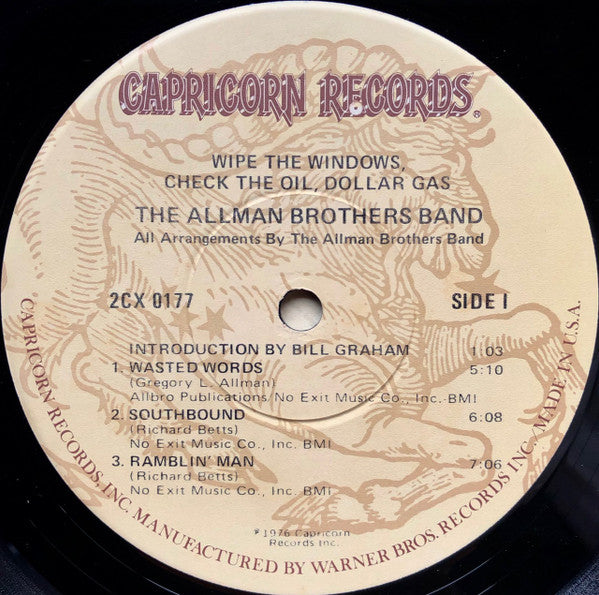 CAPRICORN RECORDS®
WIPE THE WINDOWS,
CHECK THE OIL, DOLLAR GAS
THE ALLMAN BROTHERS BAND
All Arrangements By The Allman Brothers Band
2CX 0177 SIDE I
INTRODUCTION BY BILL GRAHAM 1:03
1. WASTED WORDS 5:10
(Gregory L. Allman)
Allbro Publications/No Exit Music Co., Inc.-BMI
2. SOUTHBOUND 6:08
(Richard Betts)
No Exit Music Co., Inc. BMI
3. RAMBLIN' MAN 7:06
(Richard Betts)
No Exit Music Co., Inc. BMI
℗ 1976 Capricorn
Records Inc.
CAPRICORN RECORDS, INC. MANUFACTURED BY WARNER BROS. RECORDS INC. MADE IN U.S.A.